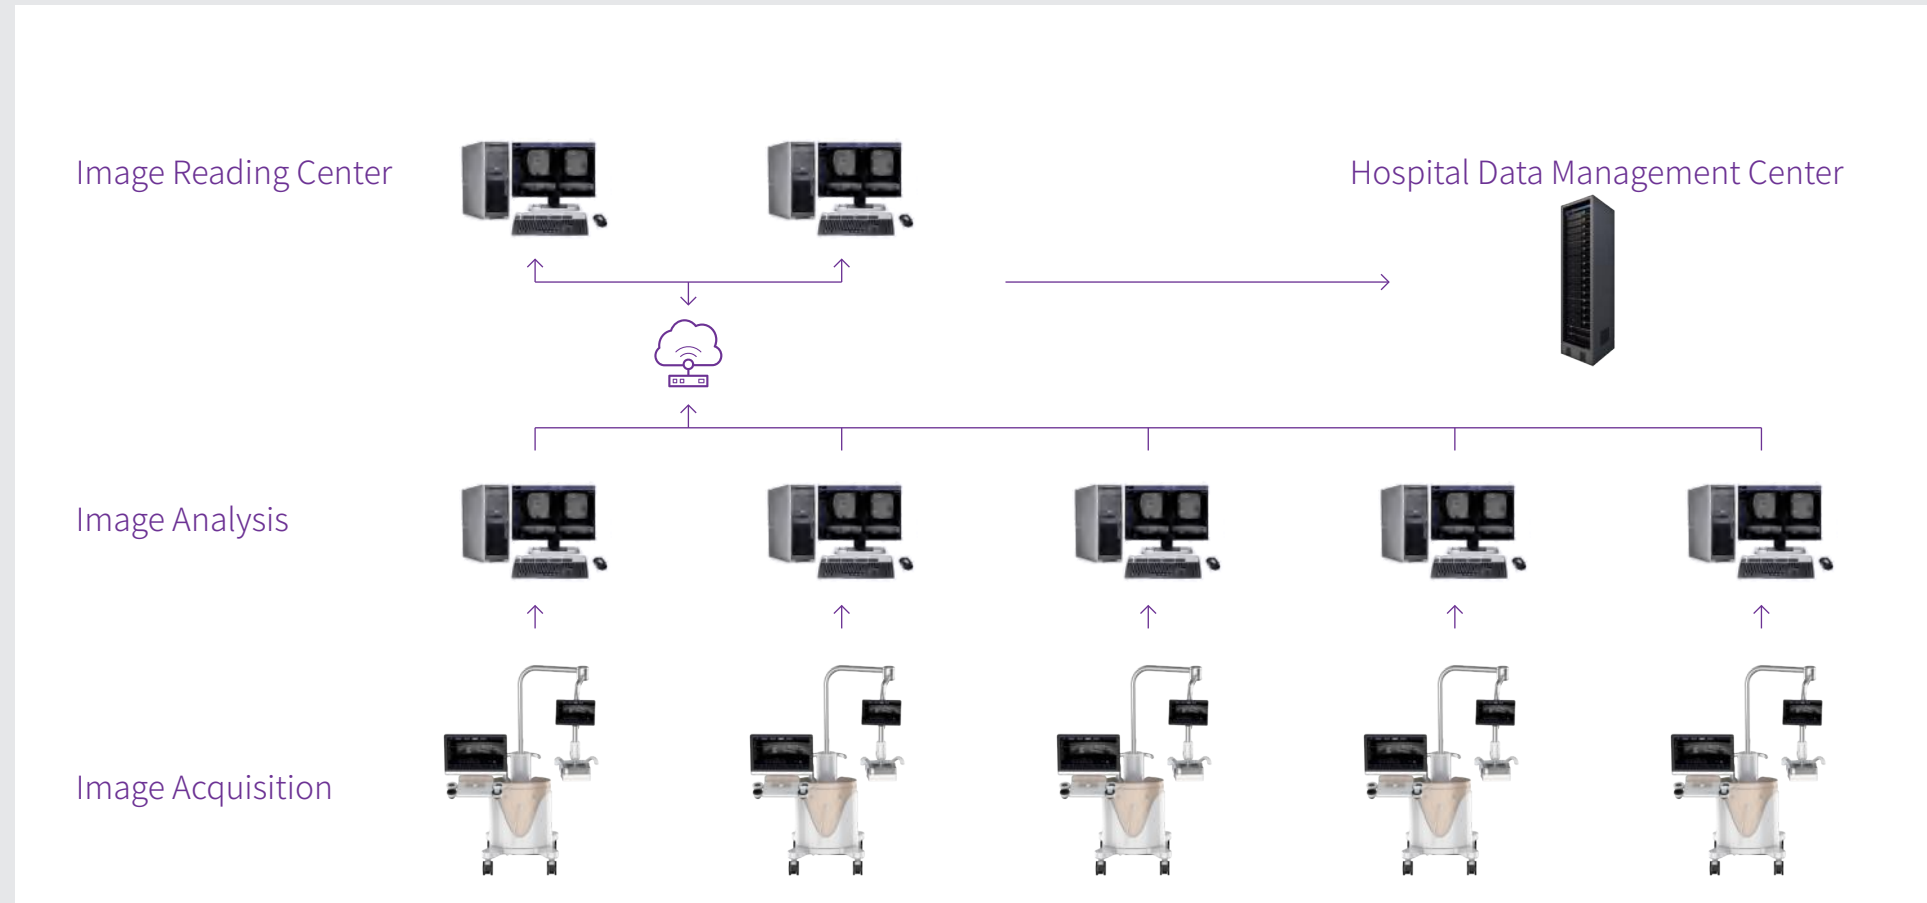 Image Reading Center
Hospital Data Management Center
Image Analysis
Image Acquisition